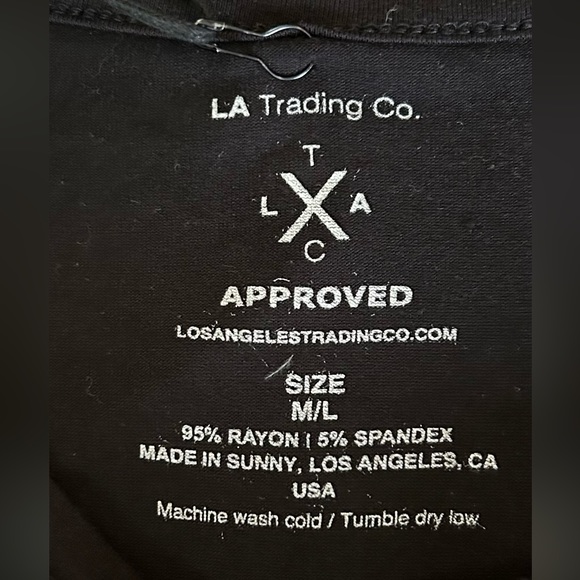 LA Trading Co.
T
L X A
C
APPROVED
LOSANGELESTRADINGCO.COM
SIZE
M/L
95% RAYON | 5% SPANDEX
MADE IN SUNNY, LOS ANGELES, CA
USA
Machine wash cold / Tumble dry low